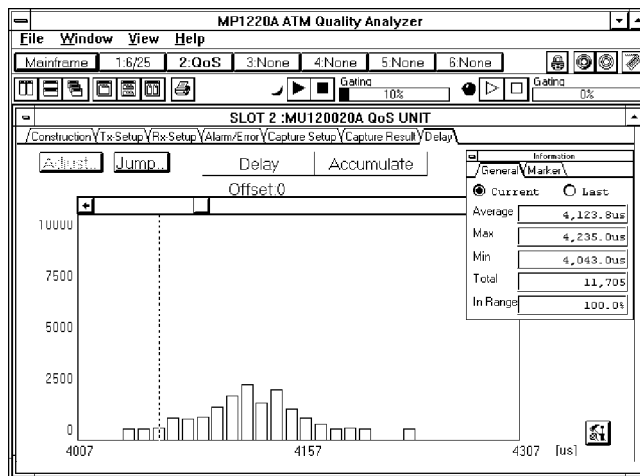 MP1220A ATM Quality Analyzer
File Window View Help
Mainframe 1:6/25 2:QoS 3:None 4:None 5:None 6:None
Gating 10% Gating 0%
SLOT 2 :MU120020A QoS UNIT
Construction Tx-Setup Rx-Setup Alarm/Error Capture Setup Capture Result Delay
Adjust.. Jump.. Delay Accumulate
Offset:0
Information
General Marker
Current Last
Average 4,123.8us
Max 4,235.0us
Min 4,043.0us
Total 11,705
In Range 100.0%
10000
7500
5000
2500
0
4007 4157 4307 [us]